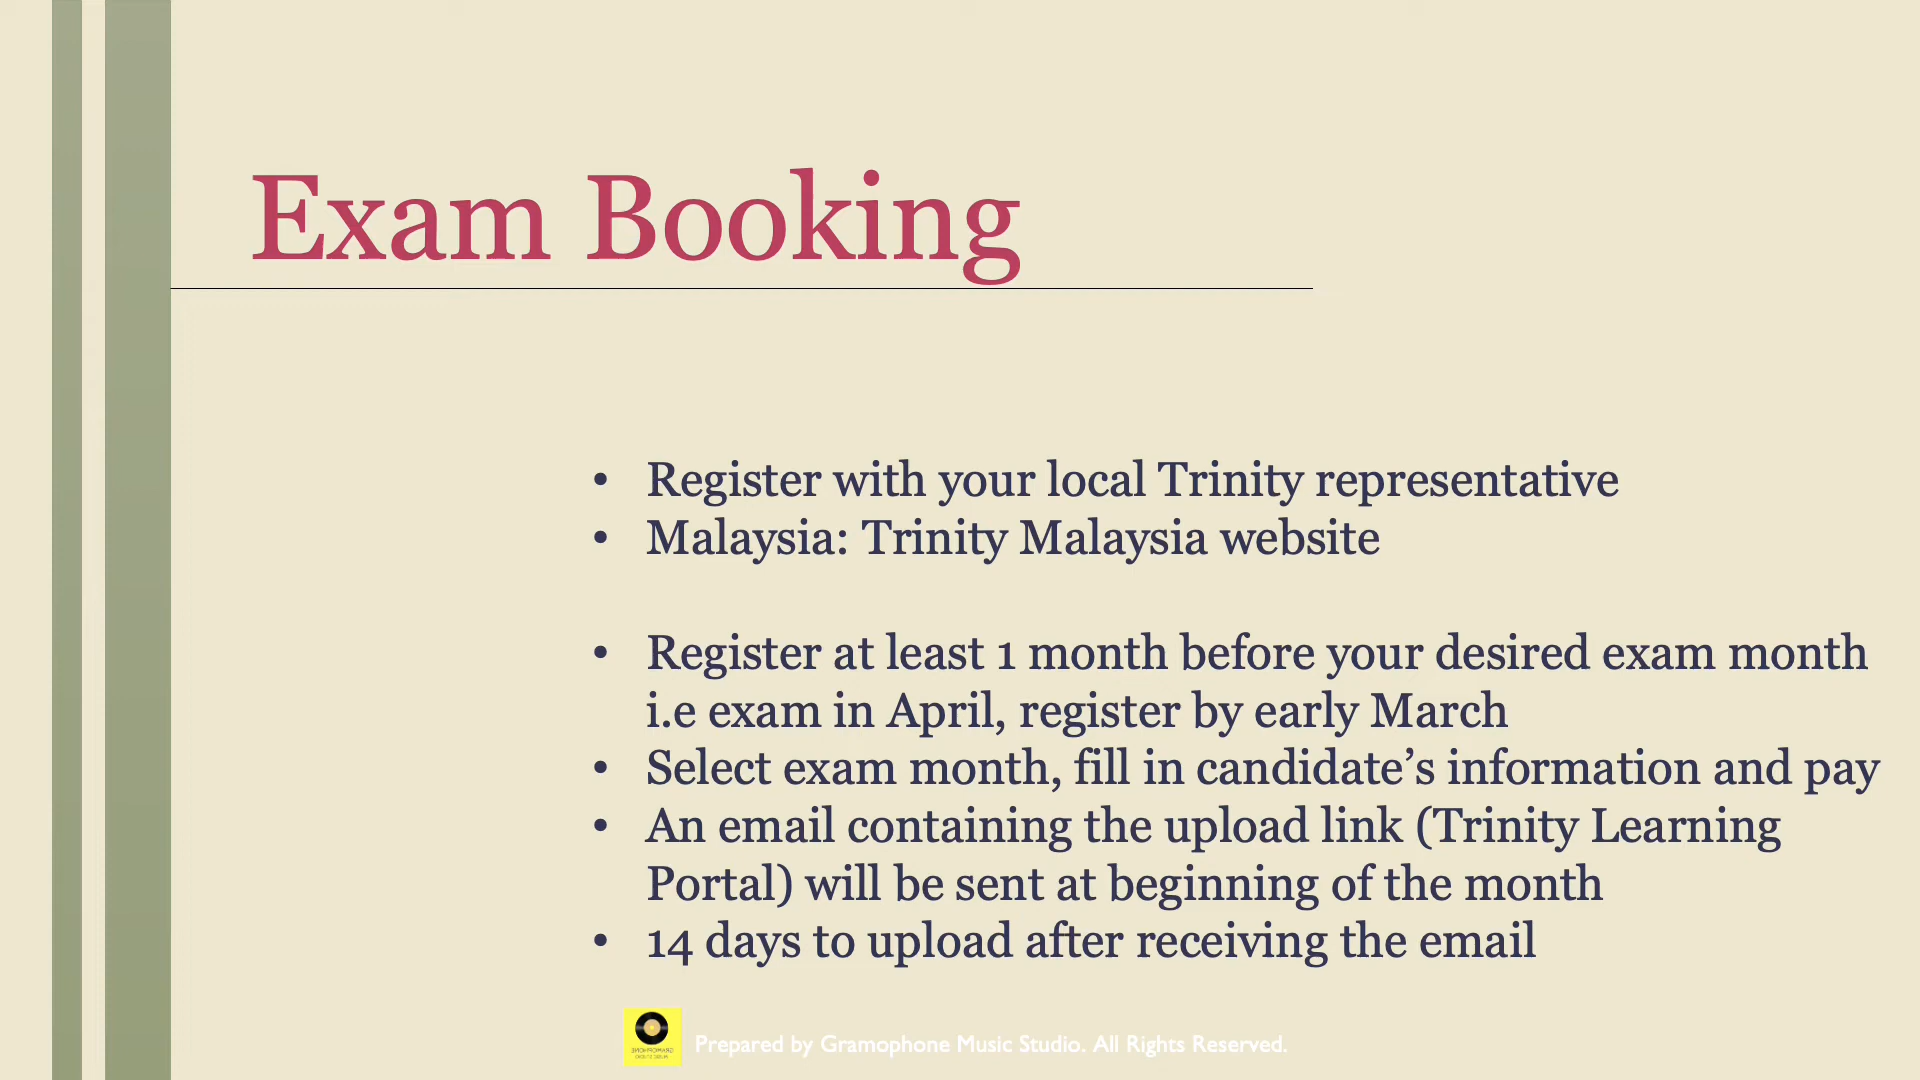 Exam Booking
• Register with your local Trinity representative
• Malaysia: Trinity Malaysia website
• Register at least 1 month before your desired exam month
i.e exam in April, register by early March
• Select exam month, fill in candidate’s information and pay
• An email containing the upload link (Trinity Learning
Portal) will be sent at beginning of the month
• 14 days to upload after receiving the email
Prepared by Gramophone Music Studio. All Rights Reserved.